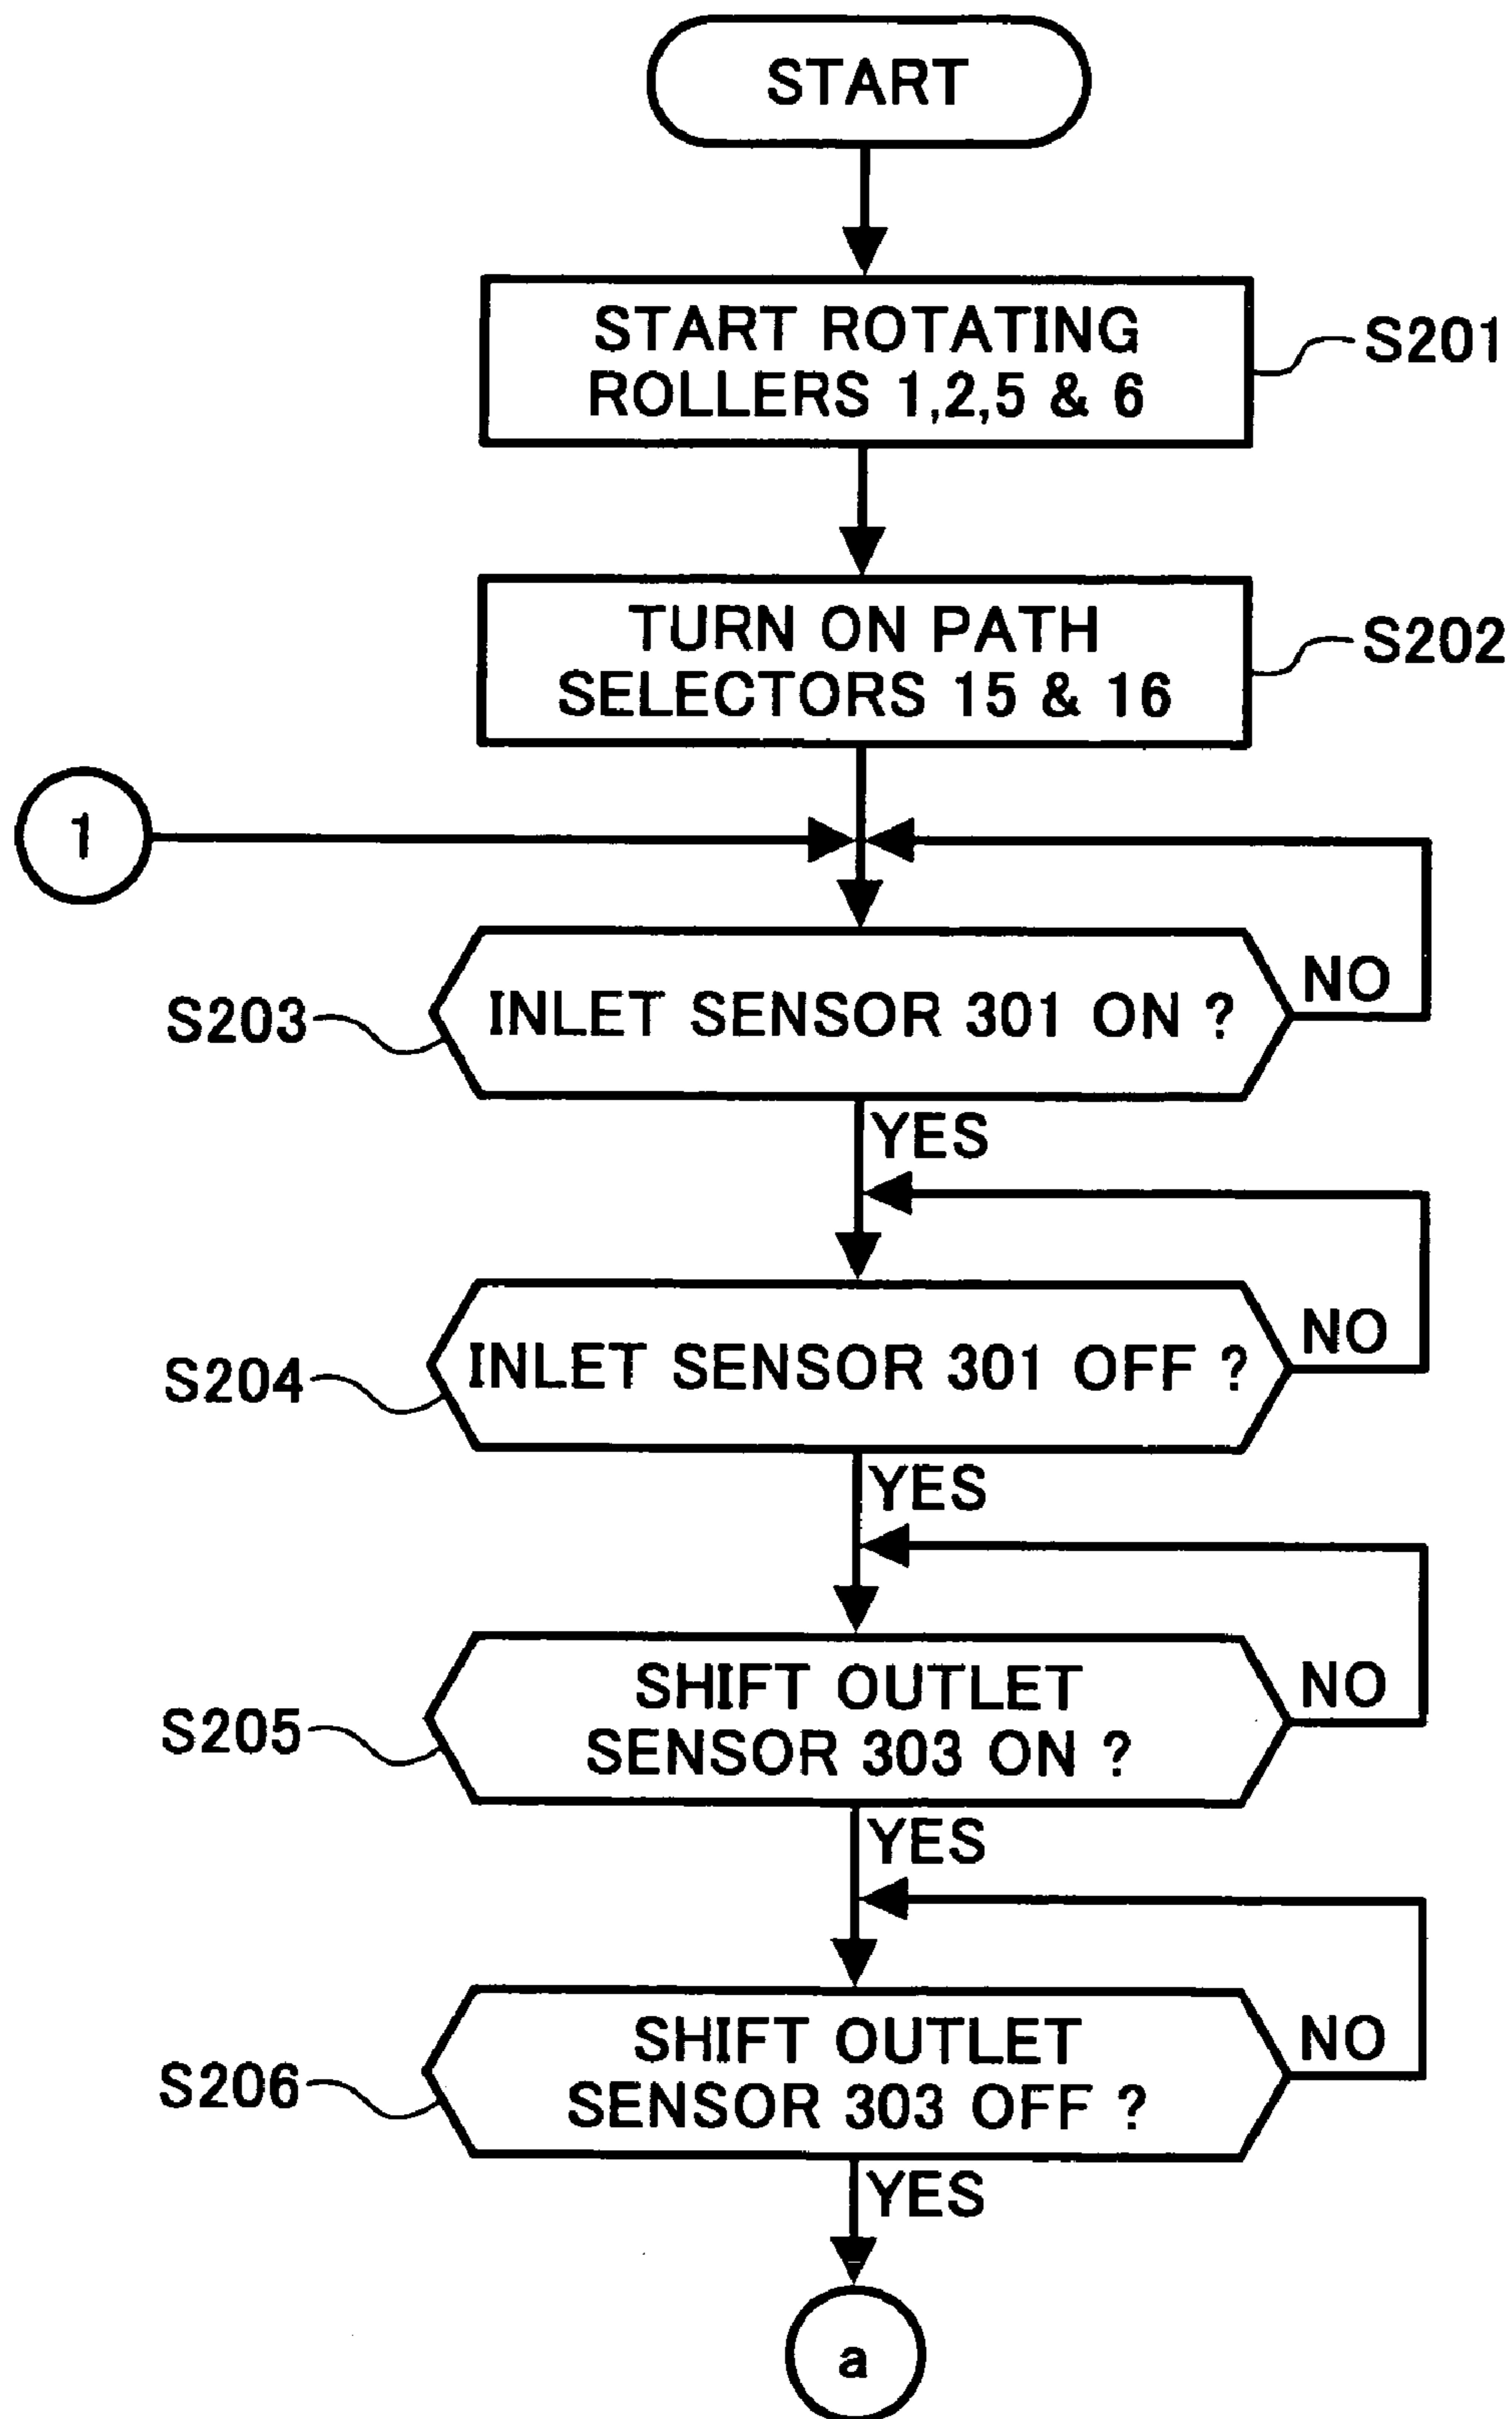 START
START ROTATING
ROLLERS 1,2,5 & 6
S201
TURN ON PATH
SELECTORS 15 & 16
S202
1
INLET SENSOR 301 ON ?
NO
S203
YES
INLET SENSOR 301 OFF ?
NO
S204
YES
SHIFT OUTLET
SENSOR 303 ON ?
NO
S205
YES
SHIFT OUTLET
SENSOR 303 OFF ?
NO
S206
YES
a